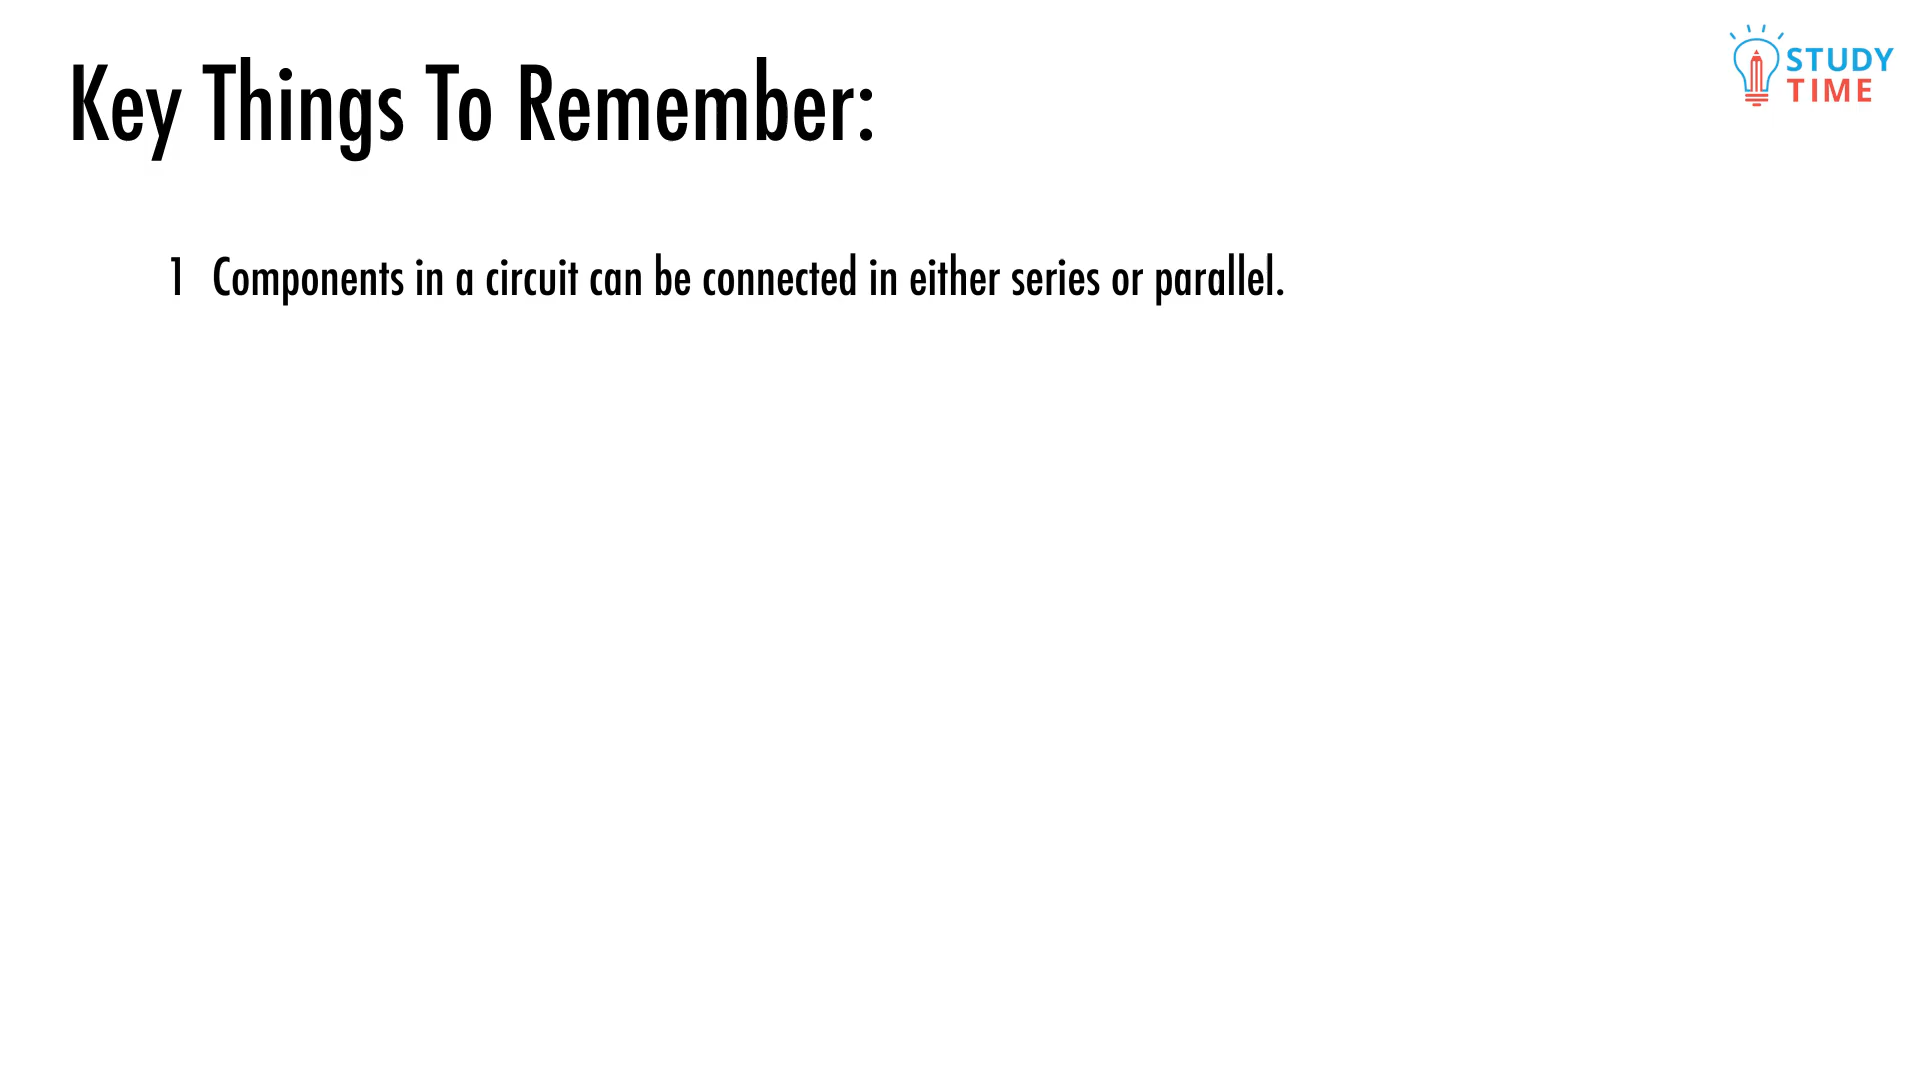 Key Things To Remember:
STUDY
TIME
1 Components in a circuit can be connected in either series or parallel.